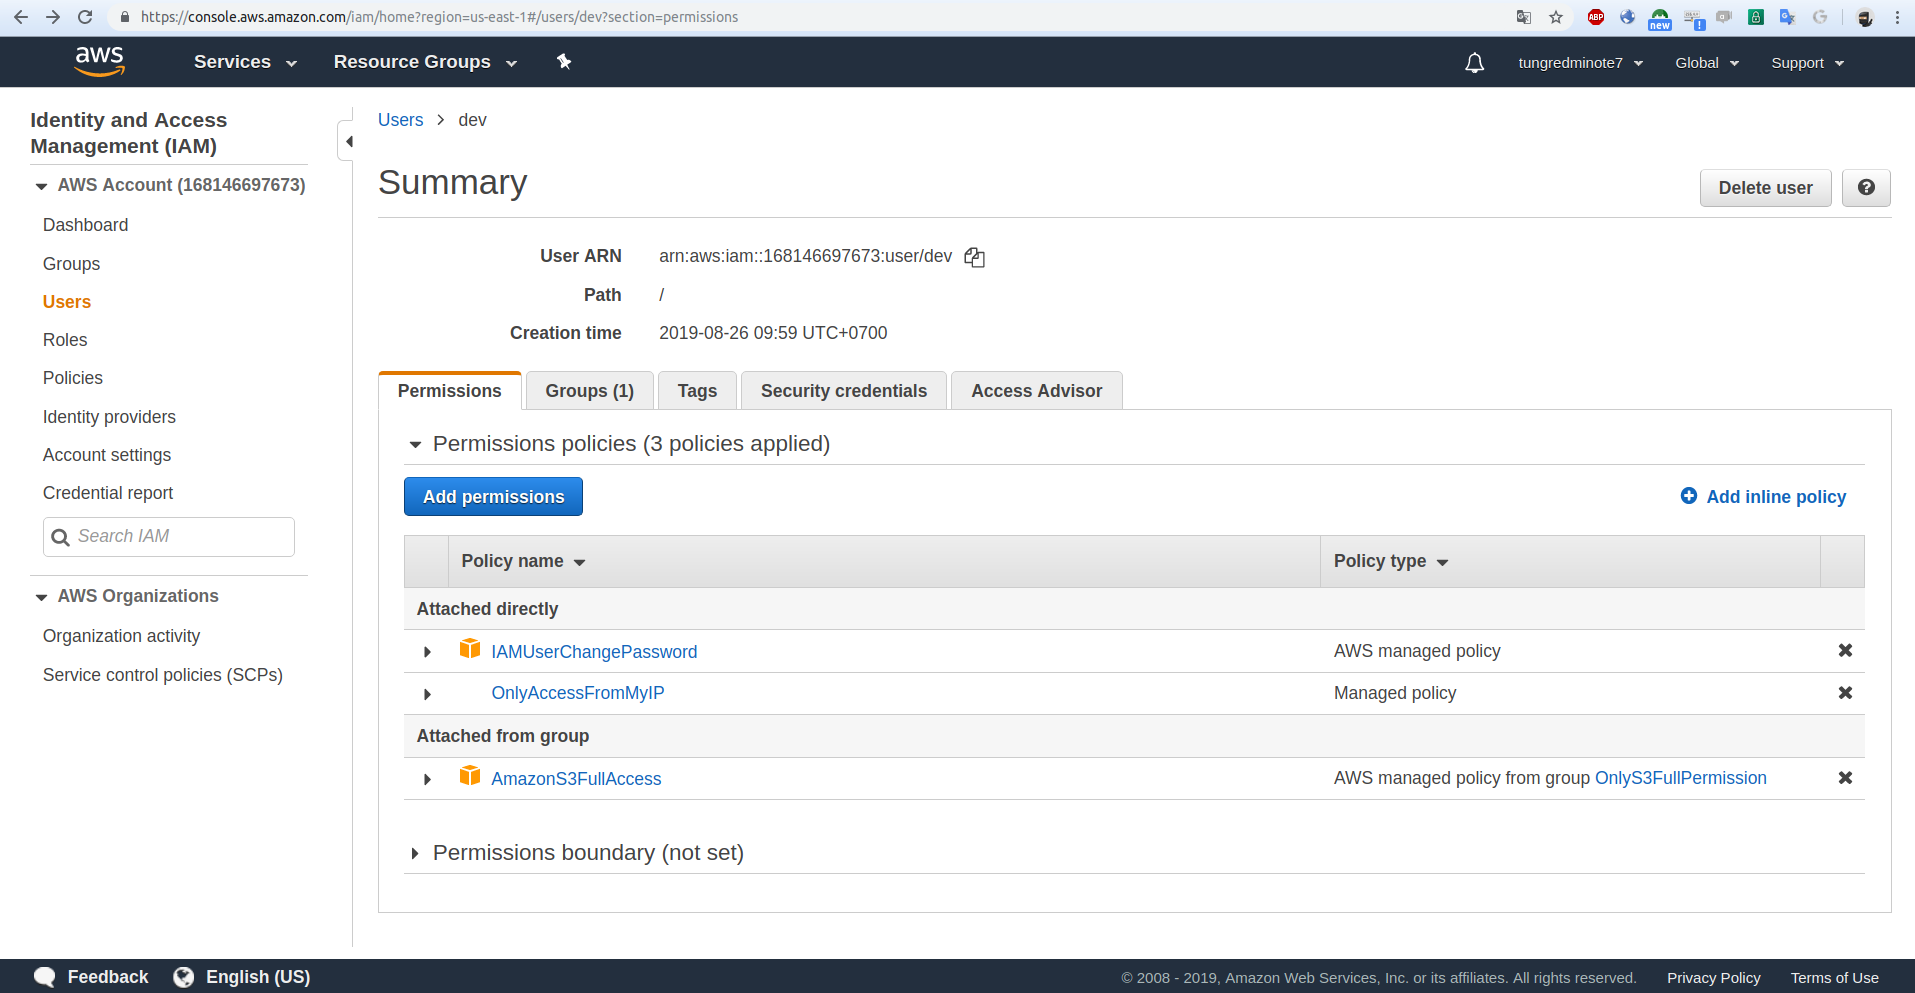 https://console.aws.amazon.com/iam/home?region=us-east-1#/users/dev?section=permissions
ABP
new
aws
Services
Resource Groups
tungredminote7
Global
Support
Identity and Access
Management (IAM)
AWS Account (168146697673)
Dashboard
Groups
Users
Roles
Policies
Identity providers
Account settings
Credential report
Search IAM
AWS Organizations
Organization activity
Service control policies (SCPs)
Users > dev
Summary
Delete user
User ARN arn:aws:iam::168146697673:user/dev
Path /
Creation time 2019-08-26 09:59 UTC+0700
Permissions
Groups (1)
Tags
Security credentials
Access Advisor
Permissions policies (3 policies applied)
Add permissions
Add inline policy
Policy name Policy type
Attached directly
IAMUserChangePassword AWS managed policy
OnlyAccessFromMyIP Managed policy
Attached from group
AmazonS3FullAccess AWS managed policy from group OnlyS3FullPermission
Permissions boundary (not set)
Feedback
English (US)
© 2008 - 2019, Amazon Web Services, Inc. or its affiliates. All rights reserved.
Privacy Policy
Terms of Use